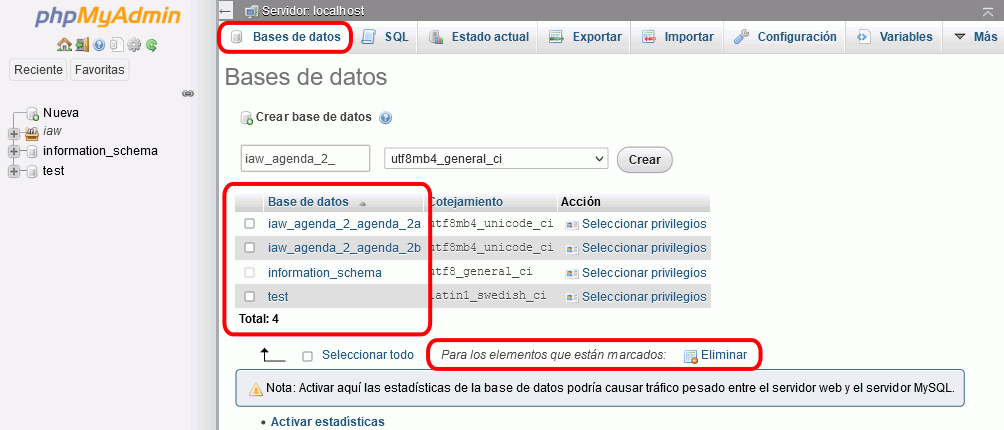 phpMyAdmin
Reciente Favoritas
Nueva
iaw
information_schema
test
Servidor: localhost
Bases de datos SQL Estado actual Exportar Importar Configuración Variables Más
Bases de datos
Crear base de datos
iaw_agenda_2_ utf8mb4_general_ci Crear
Base de datos Cotejamiento Acción
iaw_agenda_2_agenda_2a utf8mb4_unicode_ci Seleccionar privilegios
iaw_agenda_2_agenda_2b utf8mb4_unicode_ci Seleccionar privilegios
information_schema utf8_general_ci Seleccionar privilegios
test latin1_swedish_ci Seleccionar privilegios
Total: 4
Seleccionar todo Para los elementos que están marcados: Eliminar
Nota: Activar aquí las estadísticas de la base de datos podría causar tráfico pesado entre el servidor web y el servidor MySQL.
• Activar estadísticas